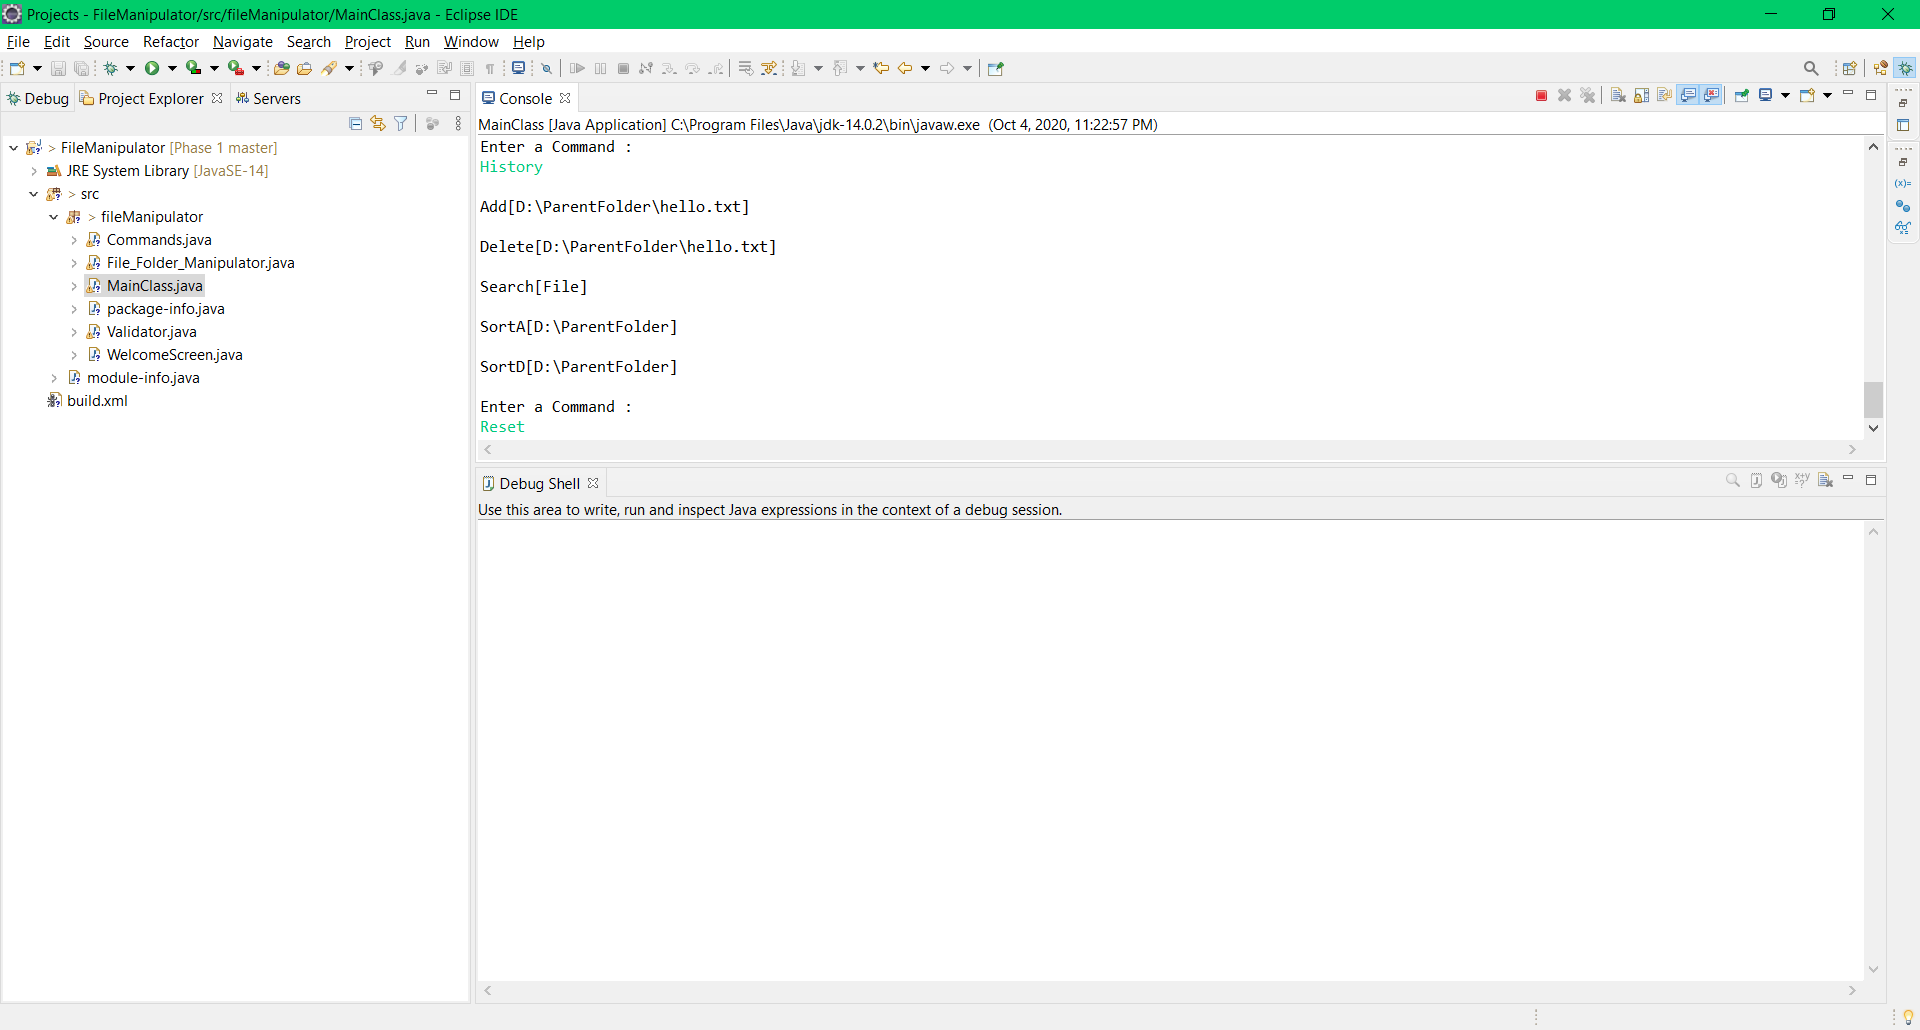 Projects - FileManipulator/src/fileManipulator/MainClass.java - Eclipse IDE
File Edit Source Refactor Navigate Search Project Run Window Help
Debug Project Explorer Servers
> FileManipulator [Phase 1 master]
JRE System Library [JavaSE-14]
> src
> fileManipulator
Commands.java
File_Folder_Manipulator.java
MainClass.java
package-info.java
Validator.java
WelcomeScreen.java
module-info.java
build.xml
Console
MainClass [Java Application] C:\Program Files\Java\jdk-14.0.2\bin\javaw.exe (Oct 4, 2020, 11:22:57 PM)
Enter a Command :
History
Add[D:\ParentFolder\hello.txt]
Delete[D:\ParentFolder\hello.txt]
Search[File]
SortA[D:\ParentFolder]
SortD[D:\ParentFolder]
Enter a Command :
Reset
Debug Shell
Use this area to write, run and inspect Java expressions in the context of a debug session.
(x)=